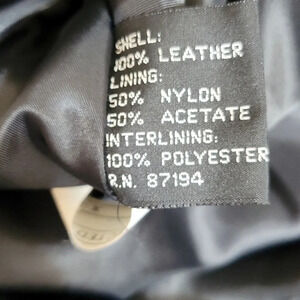 SHELL:
100% LEATHER
LINING:
50% NYLON
50% ACETATE
INTERLINING:
100% POLYESTER
R.N. 87194